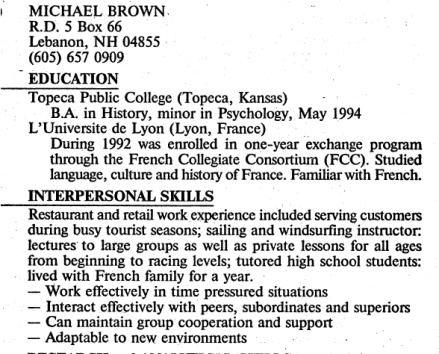 MICHAEL BROWN
R.D. 5 Box 66
Lebanon, NH 04855
(605) 657 0909
EDUCATION
Topeca Public College (Topeca, Kansas)
B.A. in History, minor in Psychology, May 1994
L'Universite de Lyon (Lyon, France)
During 1992 was enrolled in one-year exchange program
through the French Collegiate Consortium (FCC). Studied
language, culture and history of France. Familiar with French.
INTERPERSONAL SKILLS
Restaurant and retail work experience included serving customers
during busy tourist seasons; sailing and windsurfing instructor:
lectures to large groups as well as private lessons for all ages
from beginning to racing levels; tutored high school students:
lived with French family for a year.
— Work effectively in time pressured situations
— Interact effectively with peers, subordinates and superiors
— Can maintain group cooperation and support
— Adaptable to new environments